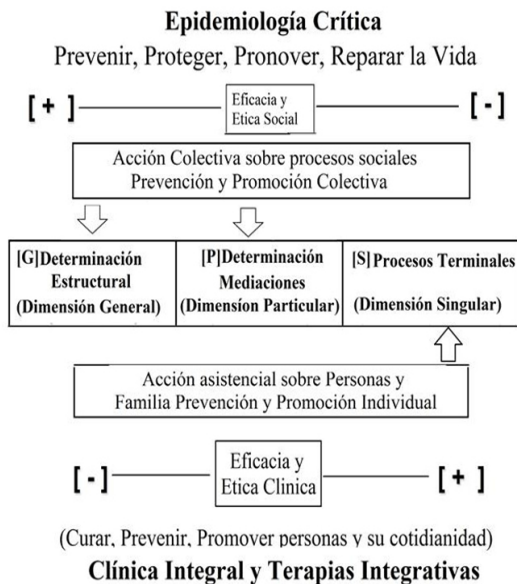 Epidemiología Crítica
Prevenir, Proteger, Pronover, Reparar la Vida
[ + ]
Eficacia y
Etica Social
[ - ]
Acción Colectiva sobre procesos sociales
Prevención y Promoción Colectiva
[G]Determinación
Estructural
(Dimensión General)
[P]Determinación
Mediaciones
(Dimensíon Particular)
[S] Procesos Terminales
(Dimensión Singular)
Acción asistencial sobre Personas y
Familia Prevención y Promoción Individual
[ - ]
Eficacia y
Etica Clinica
[ + ]
(Curar, Prevenir, Promover personas y su cotidianidad)
Clínica Integral y Terapias Integrativas